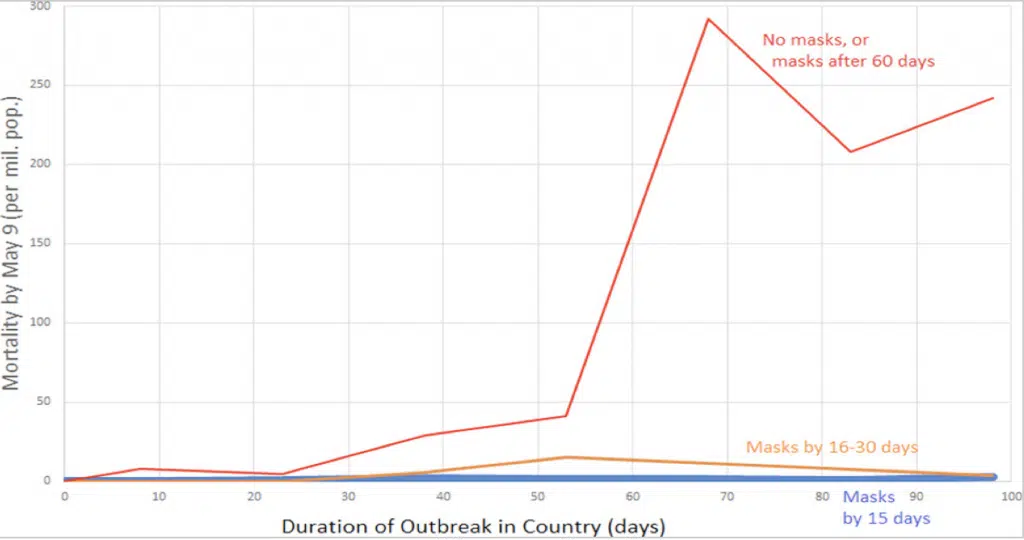 300
250
200
150
100
50
0
Mortality by May 9 (per mil. pop.)
No masks, or
masks after 60 days
Masks by 16-30 days
Masks
by 15 days
0 10 20 30 40 50 60 70 80 90 100
Duration of Outbreak in Country (days)